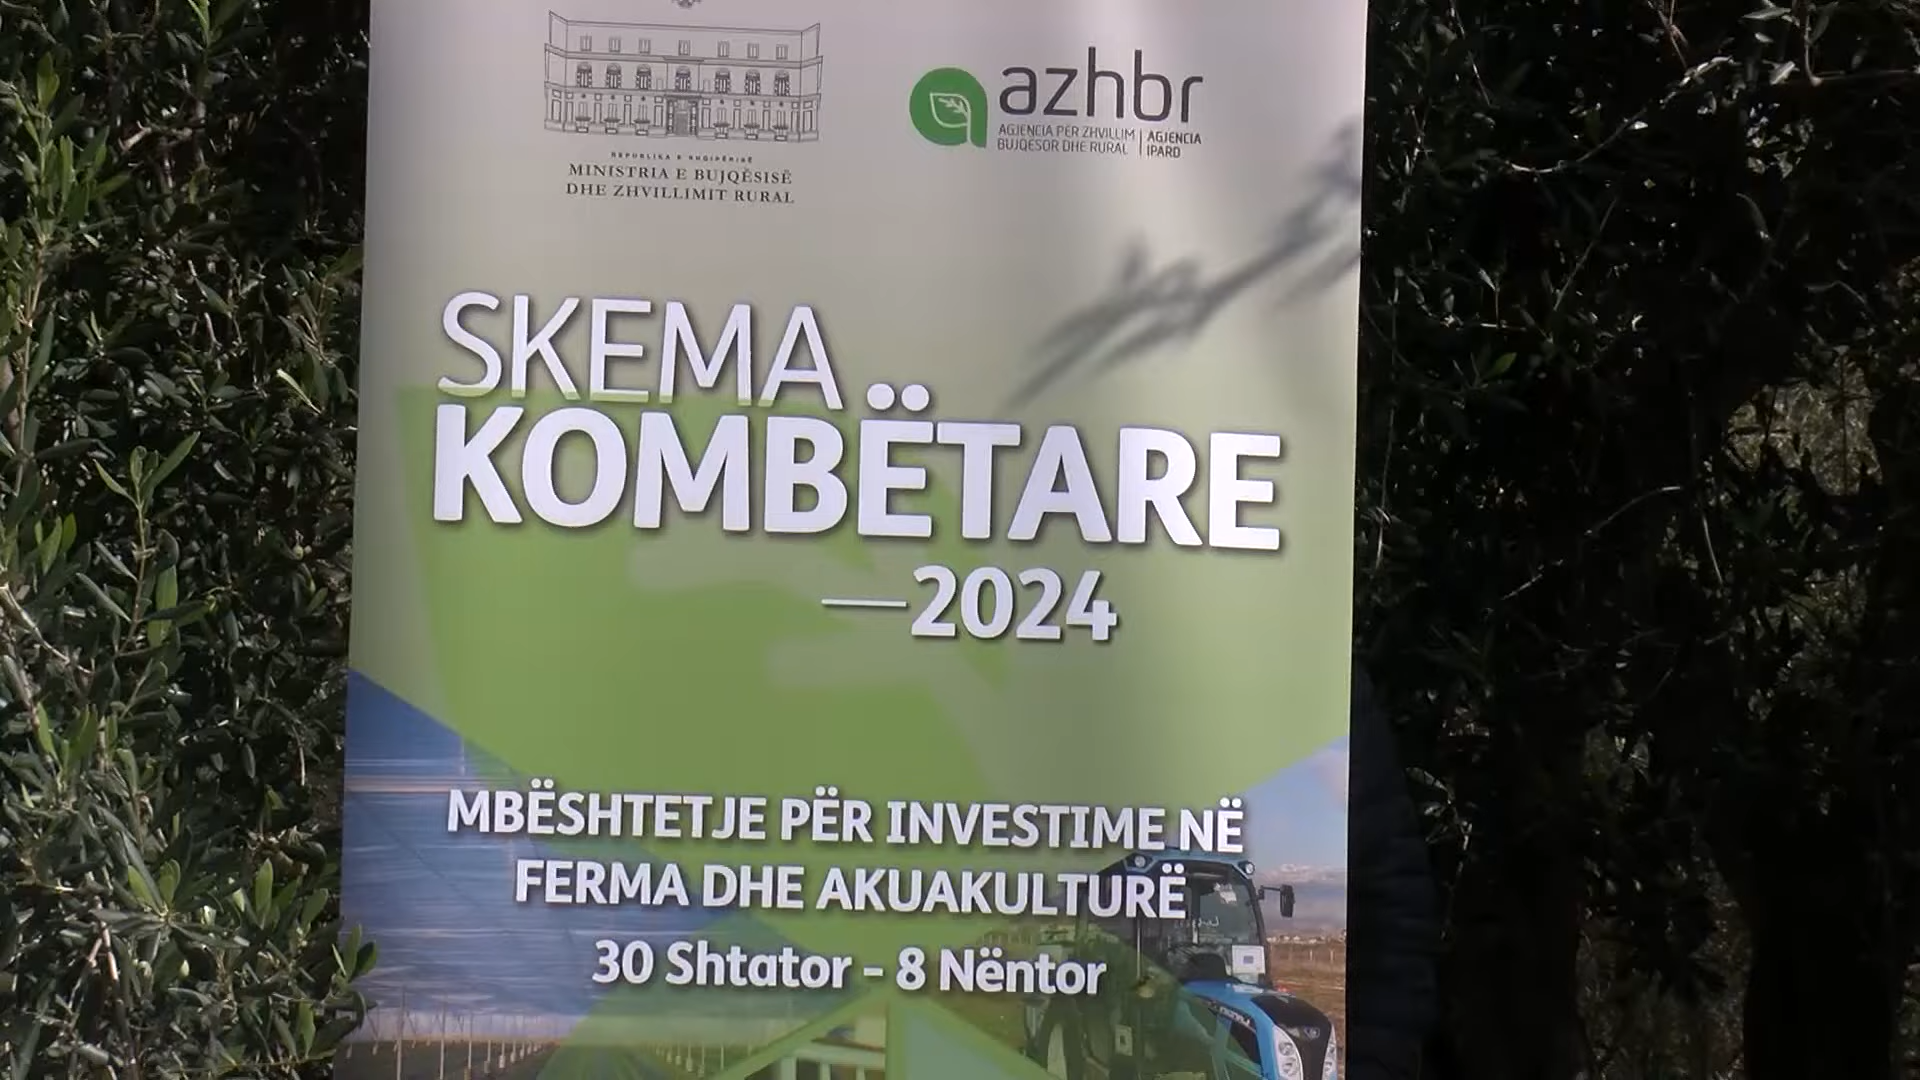 REPUBLIKA E SHQIPËRISË
MINISTRIA E BUJQËSISË
DHE ZHVILLIMIT RURAL
azhbr
AGJENCIA PËR ZHVILLIM
BUJQËSOR DHE RURAL
AGJENCIA
IPARD
SKEMA
KOMBËTARE
—2024
MBËSHTETJE PËR INVESTIME NË
FERMA DHE AKUAKULTURË
30 Shtator - 8 Nëntor